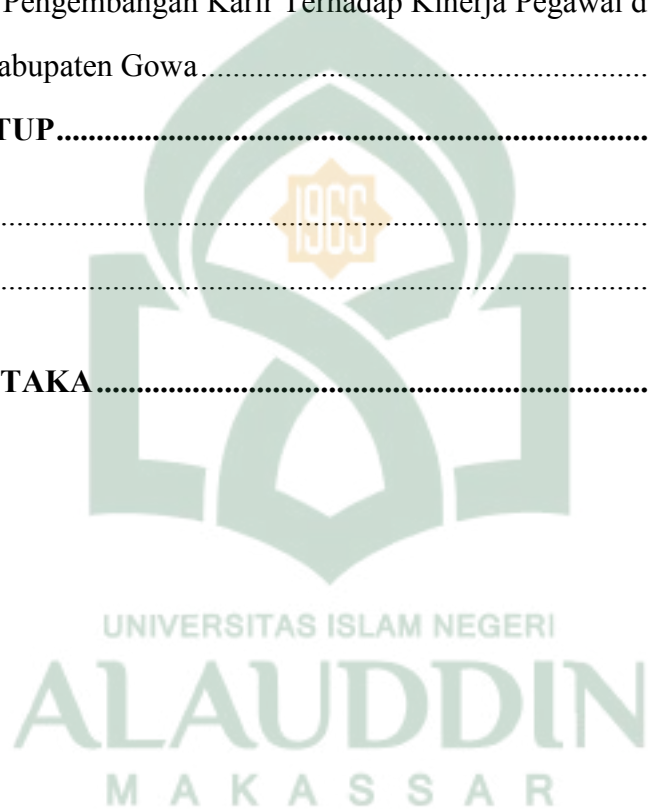 Pengembangan Karir Terhadap Kinerja Pegawai d
abupaten Gowa......................................................
TUP......................................................................
1965
..............................................................................
..............................................................................
TAKA..................................................................
UNIVERSITAS ISLAM NEGERI
ALAUDDIN
MAKASSAR